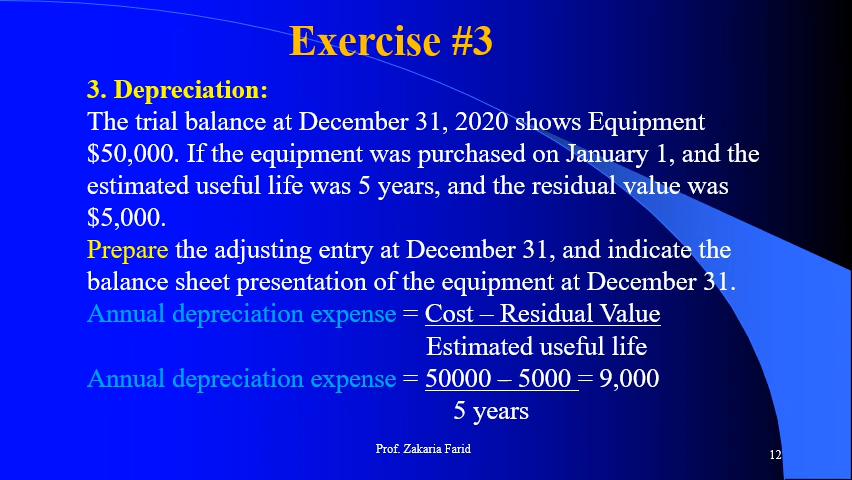 Exercise #3
3. Depreciation:
The trial balance at December 31, 2020 shows Equipment
$50,000. If the equipment was purchased on January 1, and the
estimated useful life was 5 years, and the residual value was
$5,000.
Prepare the adjusting entry at December 31, and indicate the
balance sheet presentation of the equipment at December 31.
Annual depreciation expense = Cost – Residual Value
Estimated useful life
Annual depreciation expense = 50000 – 5000 = 9,000
5 years
Prof. Zakaria Farid
12